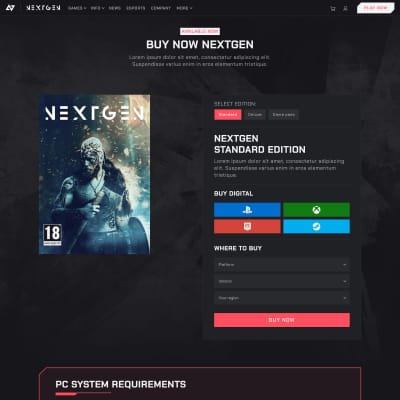 NEXTGEN
GAMES
INFO
NEWS
ESPORTS
COMPANY
MORE
PLAY NOW
AVAILABLE NOW
BUY NOW NEXTGEN
Lorem ipsum dolor sit amet, consectetur adipiscing elit.
Suspendisse varius enim in eros elementum tristique.
NEXTGEN
18
SELECT EDITION:
Standard
Deluxe
NEXTGEN
STANDARD EDITION
Lorem ipsum dolor sit amet, consectetur adipiscing elit.
Suspendisse varius enim in eros elementum tristique.
BUY DIGITAL
WHERE TO BUY
Platform
Your region
BUY NOW
PC SYSTEM REQUIREMENTS